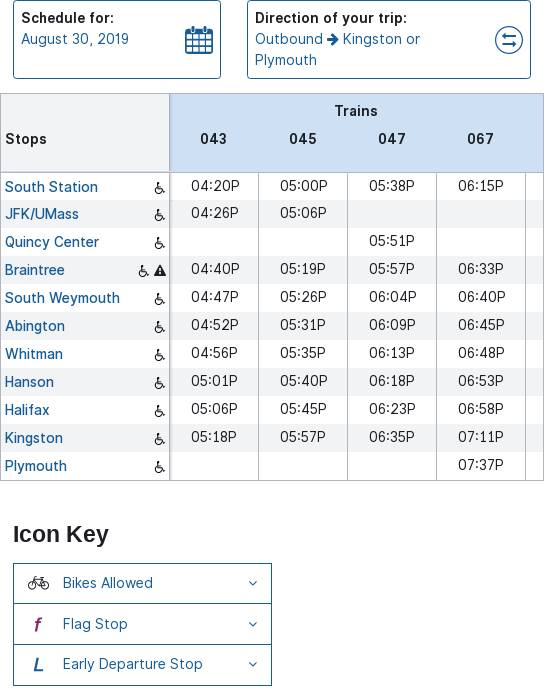 Schedule for:
August 30, 2019
Direction of your trip:
Outbound → Kingston or
Plymouth
Trains
Stops 043 045 047 067
South Station 04:20P 05:00P 05:38P 06:15P
JFK/UMass 04:26P 05:06P
Quincy Center 05:51P
Braintree 04:40P 05:19P 05:57P 06:33P
South Weymouth 04:47P 05:26P 06:04P 06:40P
Abington 04:52P 05:31P 06:09P 06:45P
Whitman 04:56P 05:35P 06:13P 06:48P
Hanson 05:01P 05:40P 06:18P 06:53P
Halifax 05:06P 05:45P 06:23P 06:58P
Kingston 05:18P 05:57P 06:35P 07:11P
Plymouth 07:37P
Icon Key
Bikes Allowed
f Flag Stop
L Early Departure Stop